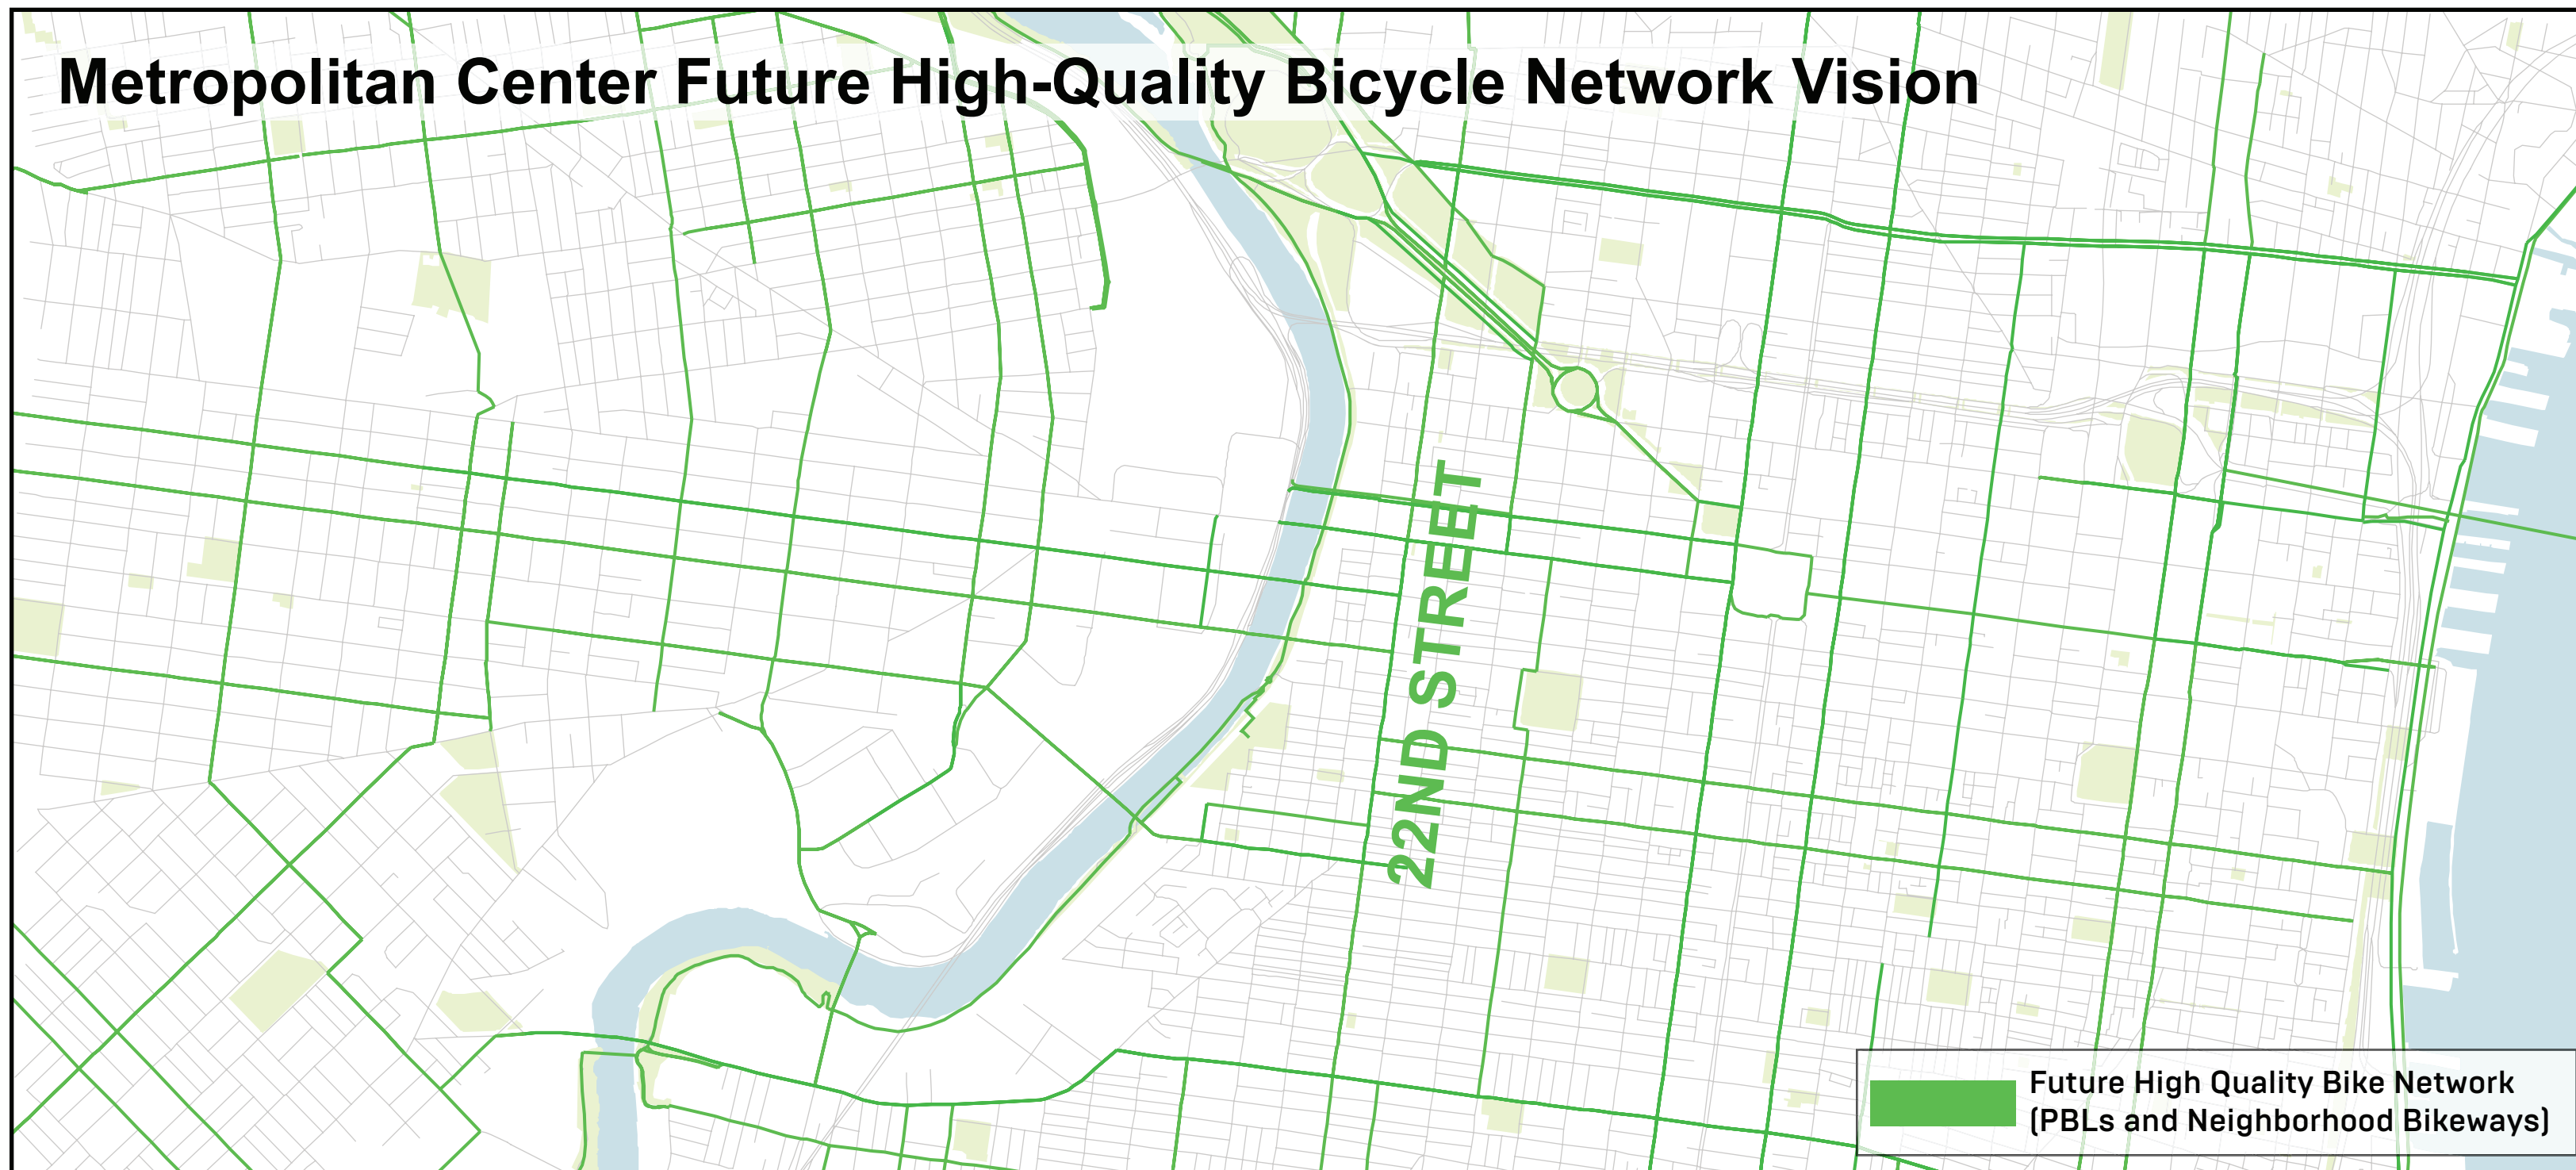 Metropolitan Center Future High-Quality Bicycle Network Vision
22ND STREET
Future High Quality Bike Network
(PBLs and Neighborhood Bikeways)